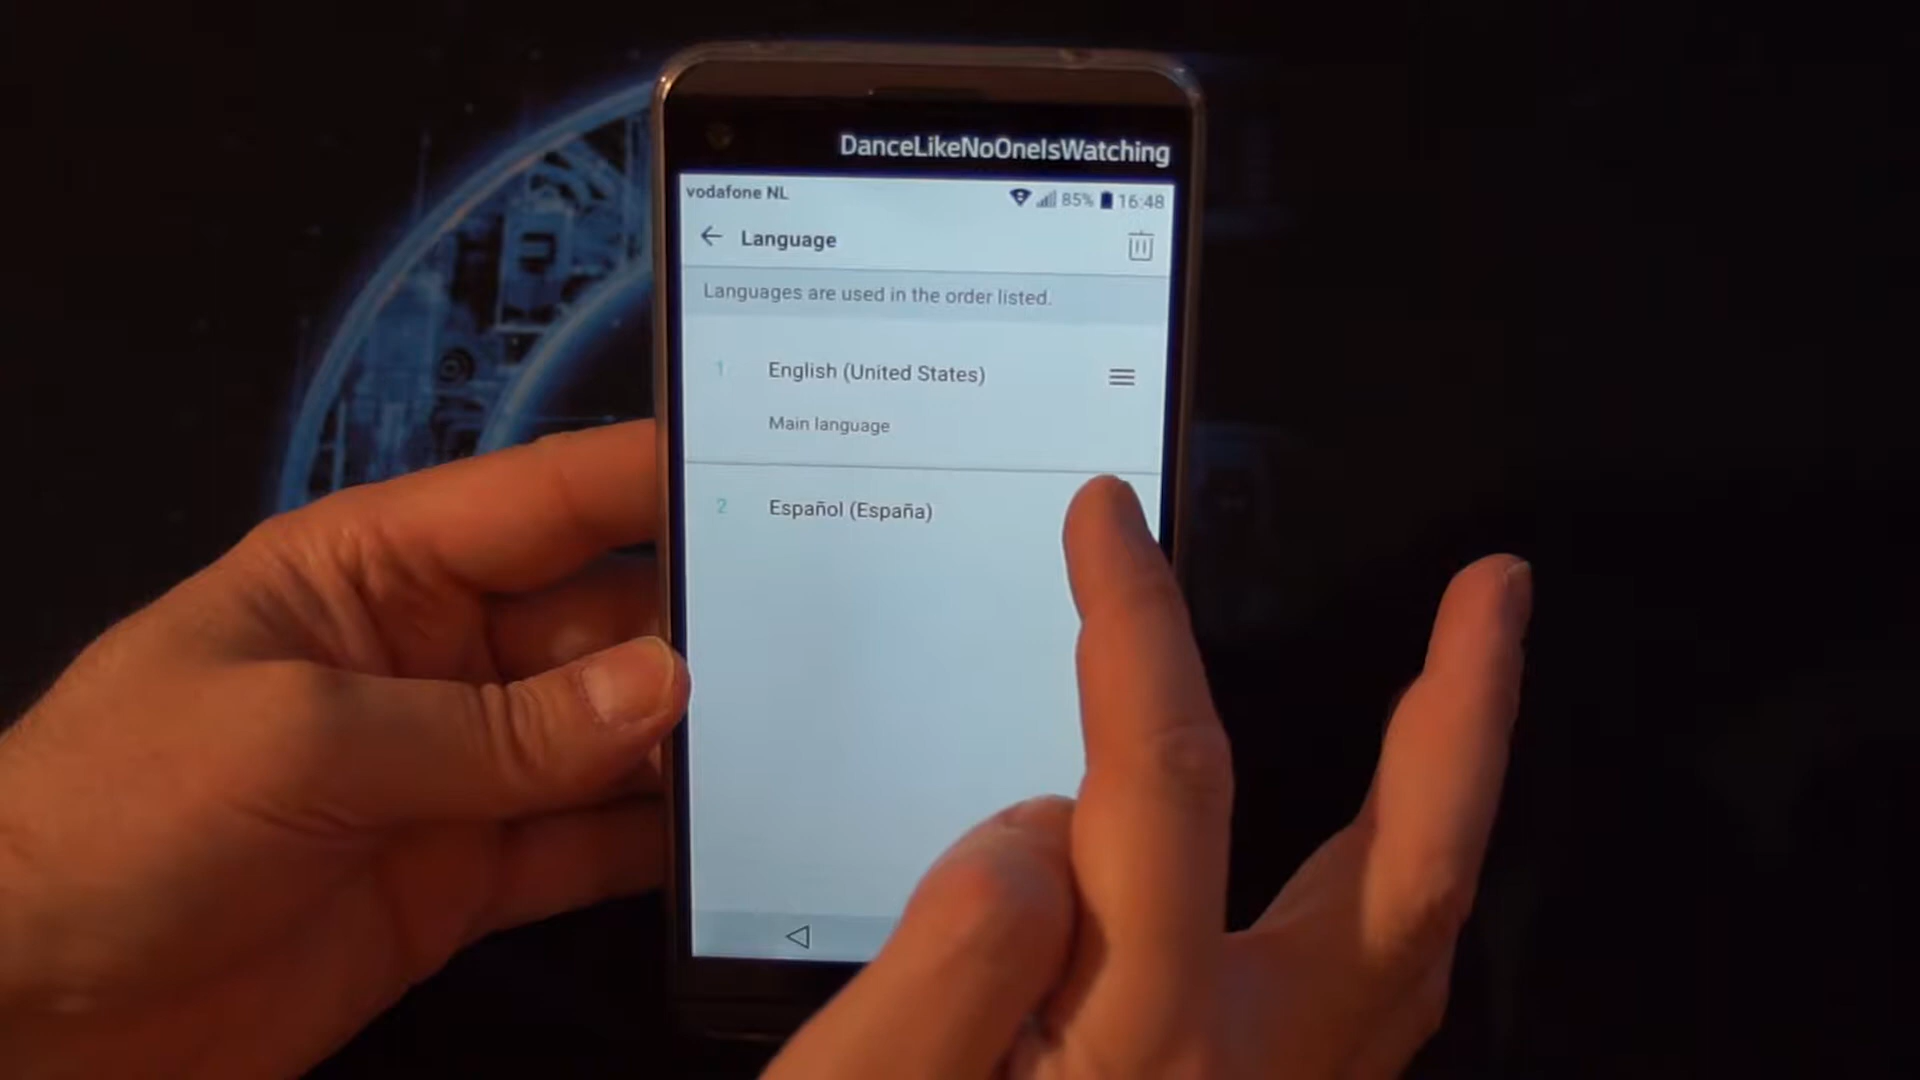 DanceLikeNoOneIsWatching
vodafone NL
85% 16:48
Language
Languages are used in the order listed.
1 English (United States)
Main language
2 Español (España)